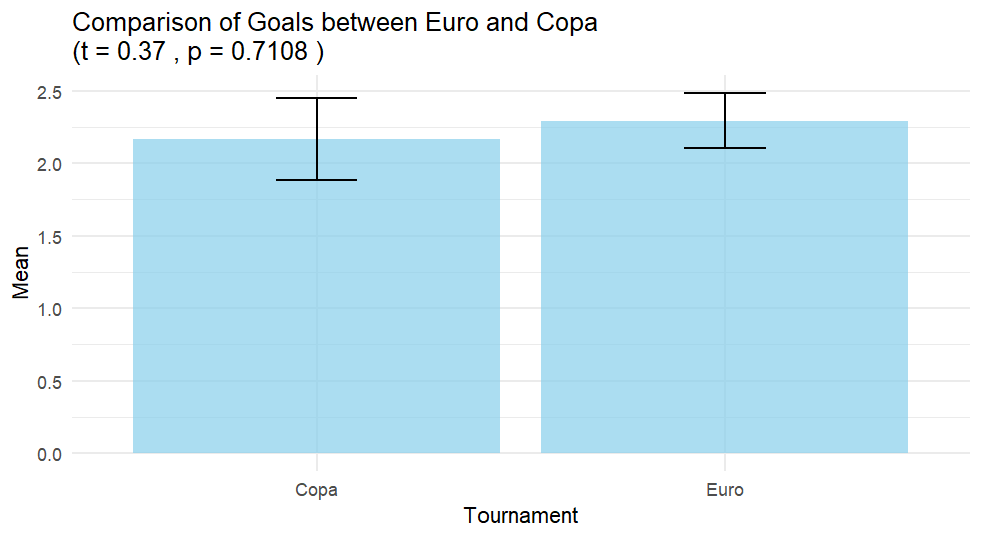 Comparison of Goals between Euro and Copa
(t = 0.37 , p = 0.7108 )
2.5
2.0
1.5
1.0
0.5
0.0
Mean
Copa
Euro
Tournament